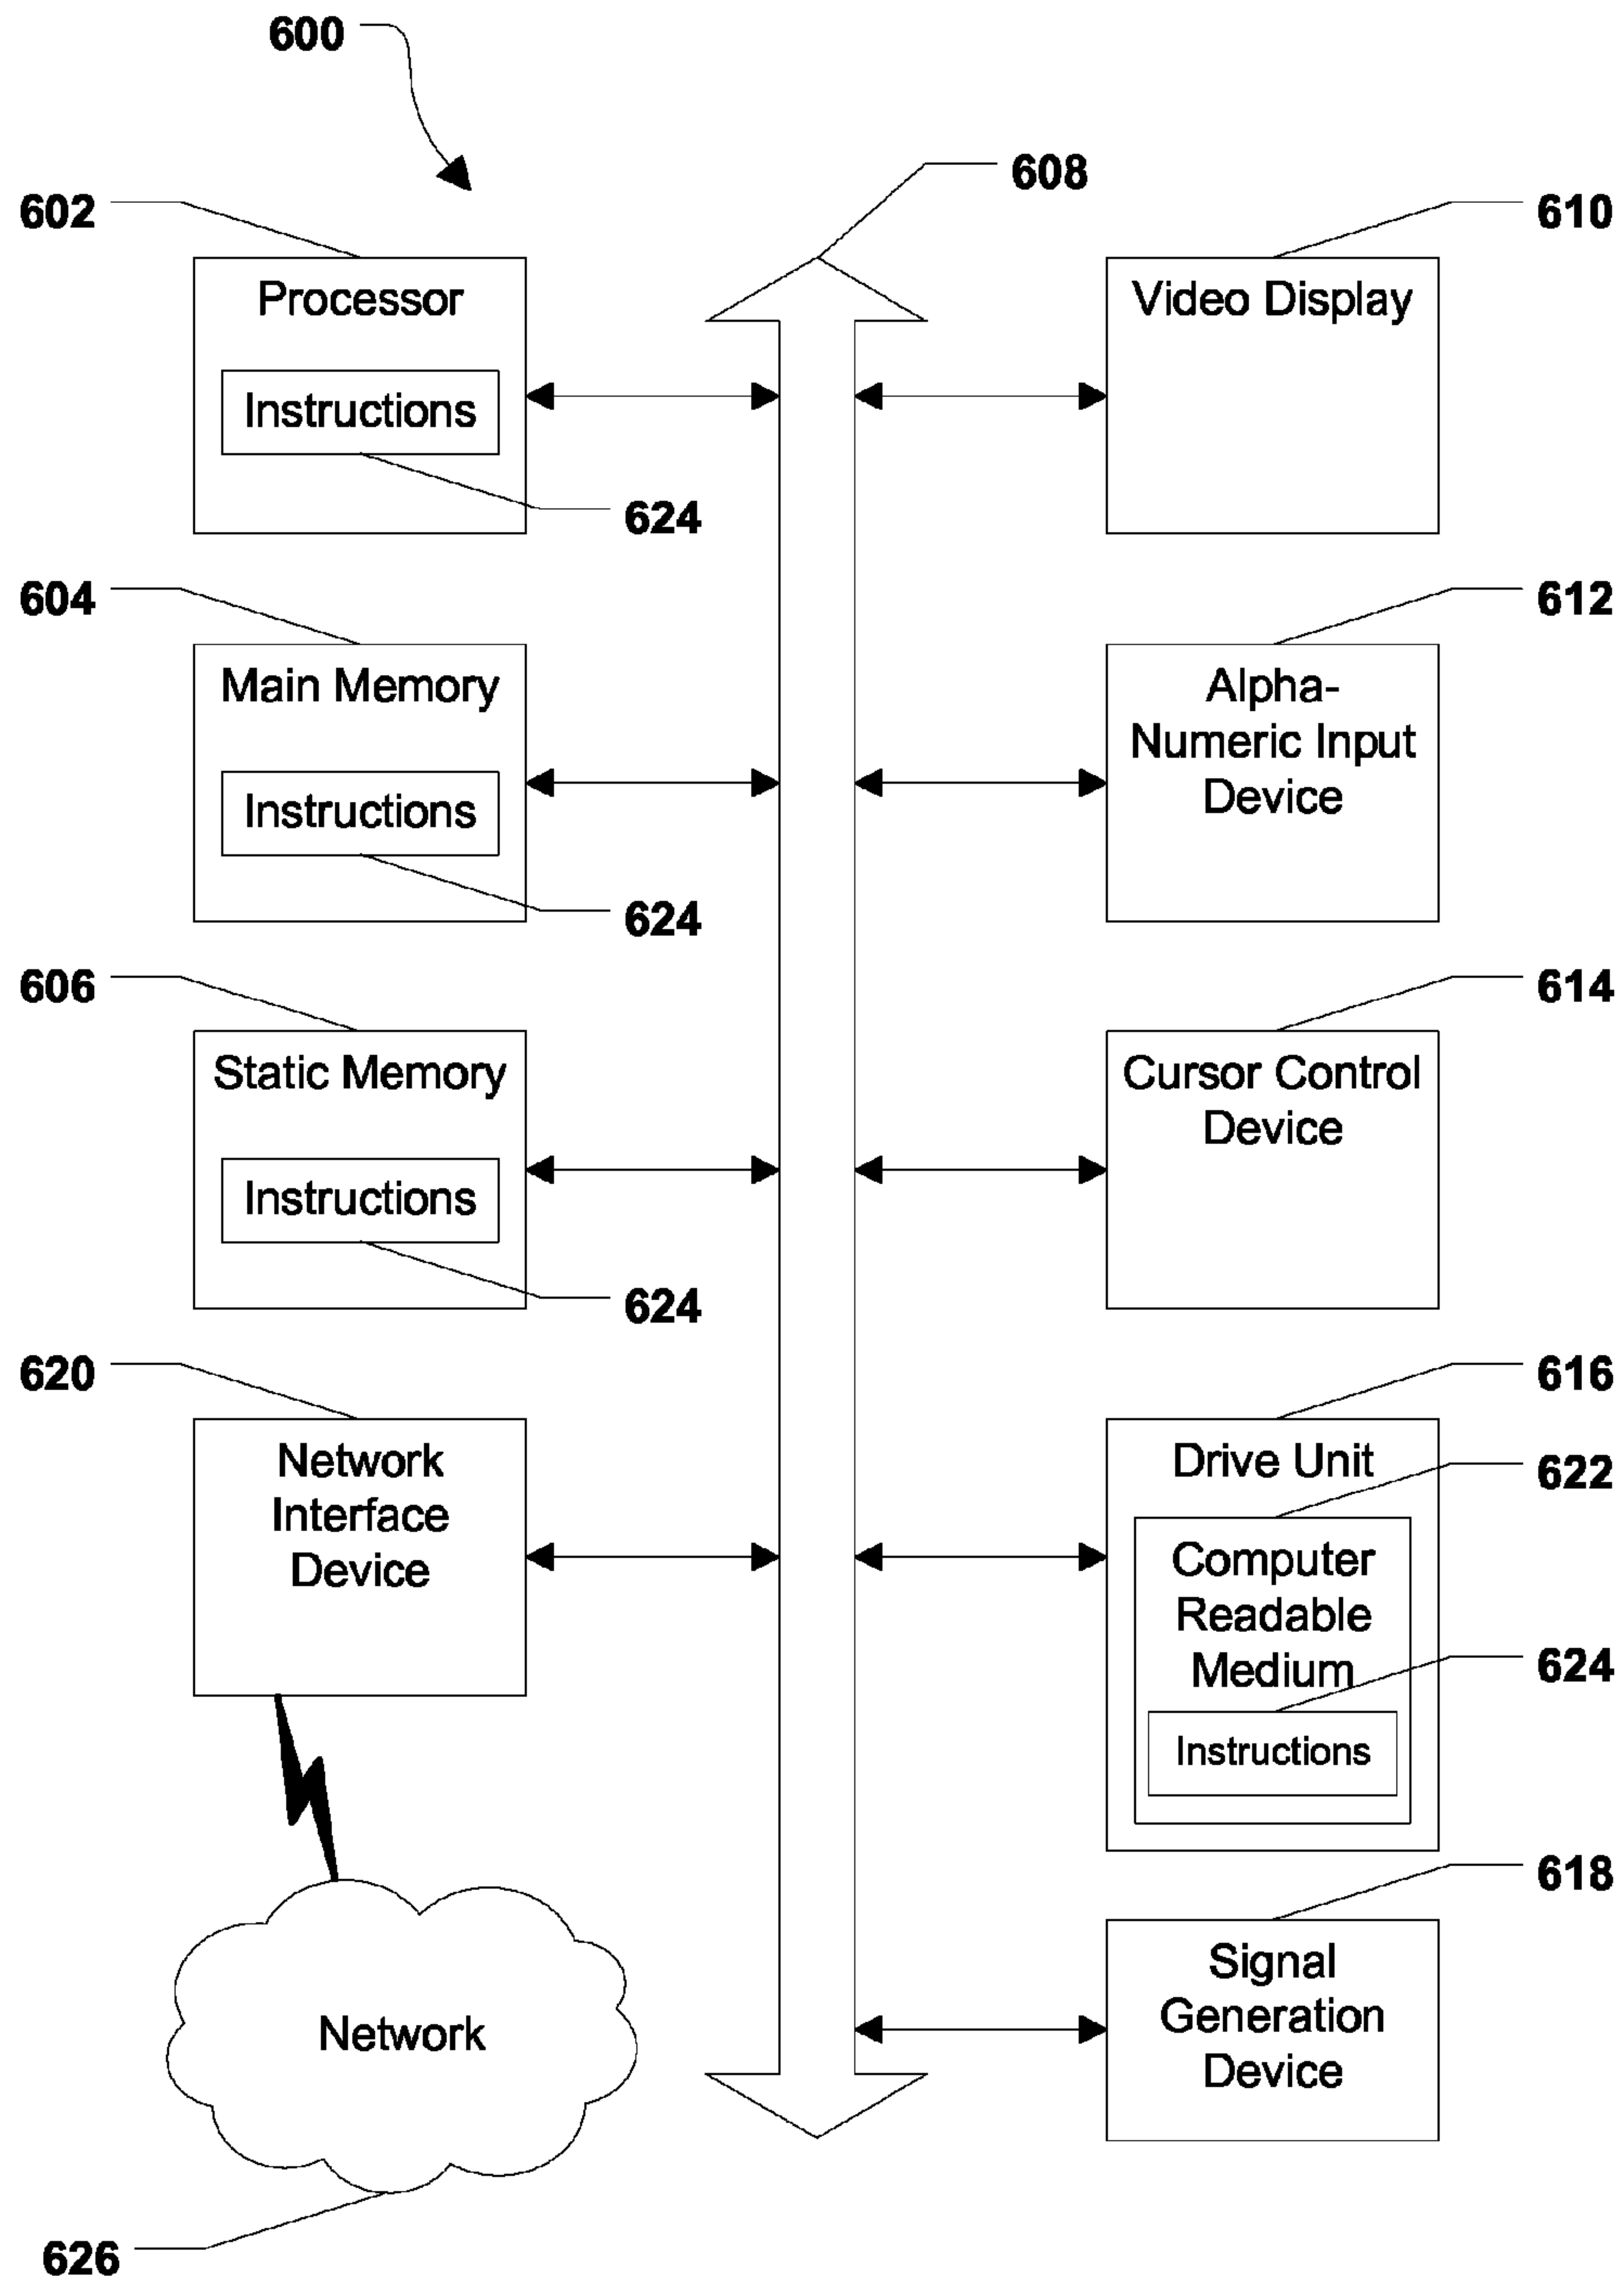 600
608
602
Processor
Instructions
624
610
Video Display
604
Main Memory
Instructions
624
612
Alpha-
Numeric Input
Device
606
Static Memory
Instructions
624
614
Cursor Control
Device
620
Network
Interface
Device
616
Drive Unit
622
Computer
Readable
Medium
624
Instructions
618
Signal
Generation
Device
Network
626